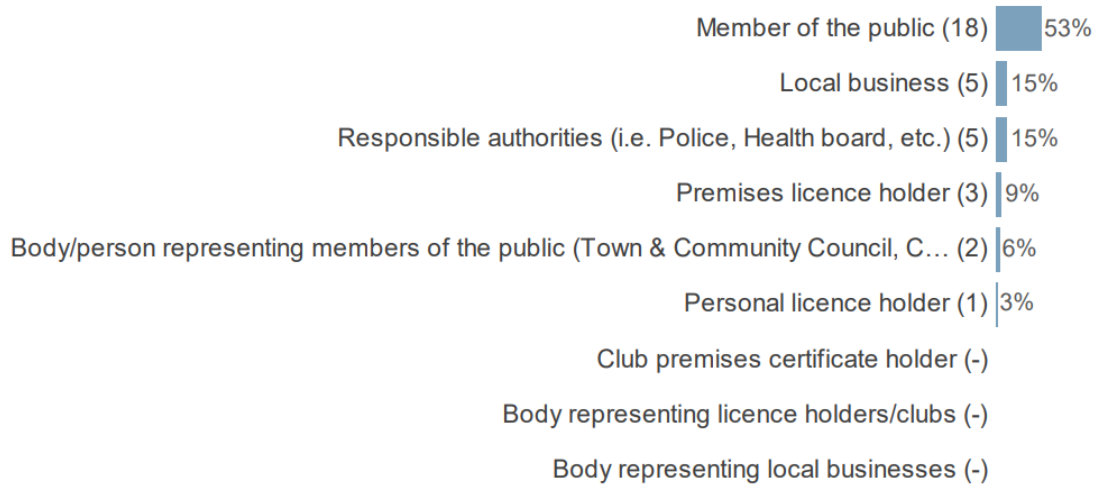 Member of the public (18) 53%
Local business (5) 15%
Responsible authorities (i.e. Police, Health board, etc.) (5) 15%
Premises licence holder (3) 9%
Body/person representing members of the public (Town & Community Council, C… (2) 6%
Personal licence holder (1) 3%
Club premises certificate holder (-)
Body representing licence holders/clubs (-)
Body representing local businesses (-)